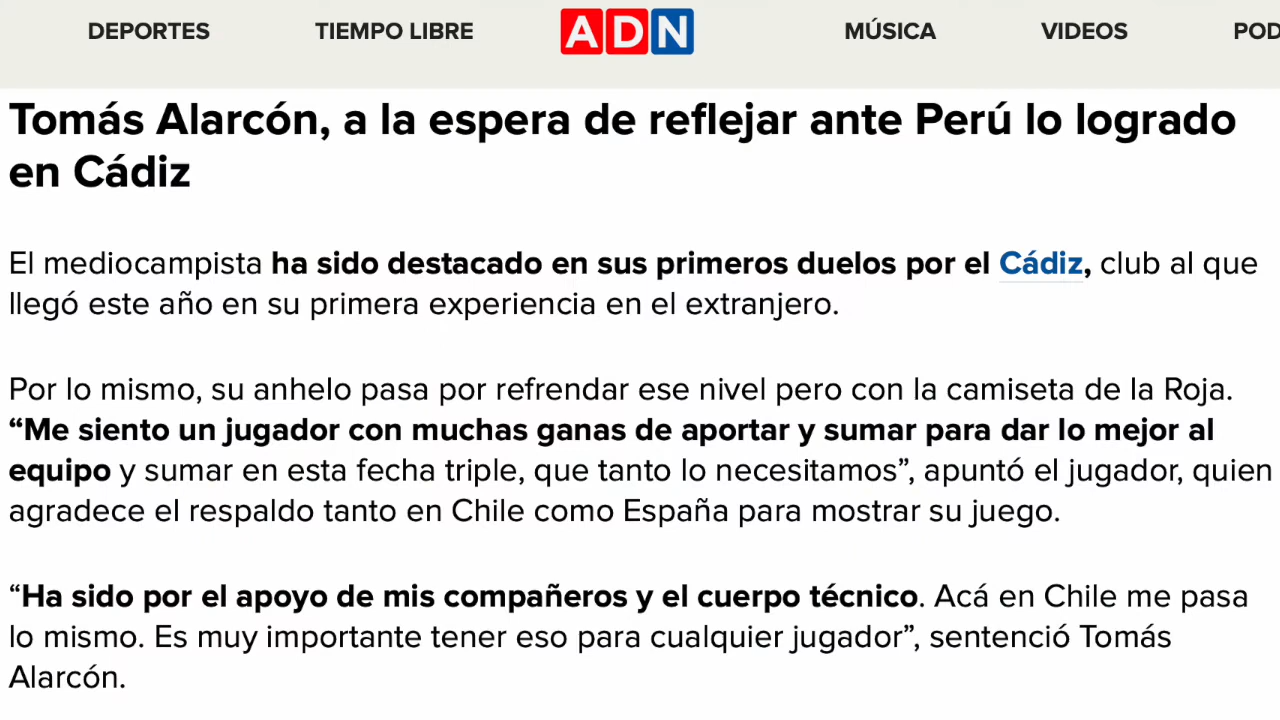 DEPORTES TIEMPO LIBRE ADN MÚSICA VIDEOS POD
Tomás Alarcón, a la espera de reflejar ante Perú lo logrado
en Cádiz
El mediocampista ha sido destacado en sus primeros duelos por el Cádiz, club al que
llegó este año en su primera experiencia en el extranjero.
Por lo mismo, su anhelo pasa por refrendar ese nivel pero con la camiseta de la Roja.
“Me siento un jugador con muchas ganas de aportar y sumar para dar lo mejor al
equipo y sumar en esta fecha triple, que tanto lo necesitamos”, apuntó el jugador, quien
agradece el respaldo tanto en Chile como España para mostrar su juego.
“Ha sido por el apoyo de mis compañeros y el cuerpo técnico. Acá en Chile me pasa
lo mismo. Es muy importante tener eso para cualquier jugador”, sentenció Tomás
Alarcón.